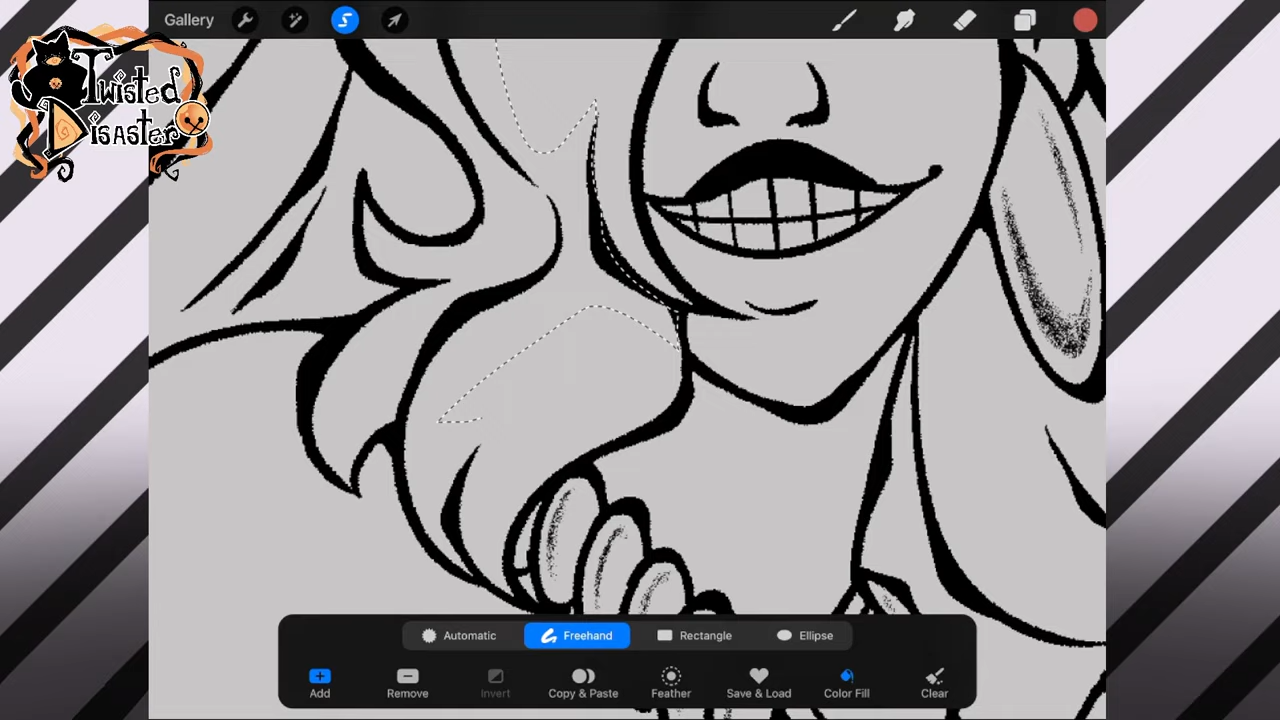 Gallery
Twisted
Disaster
Automatic
Freehand
Rectangle
Ellipse
Add
Remove
Invert
Copy & Paste
Feather
Save & Load
Color Fill
Clear